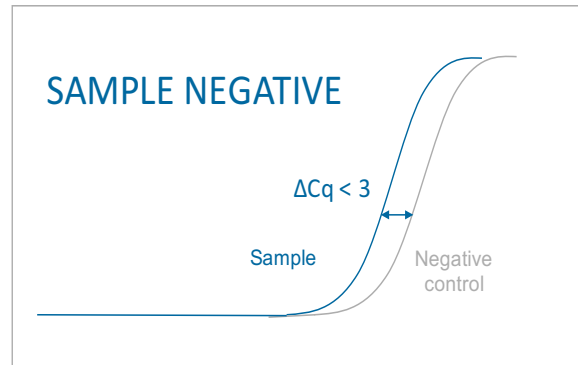 SAMPLE NEGATIVE
ΔCq < 3
Sample
Negative
control